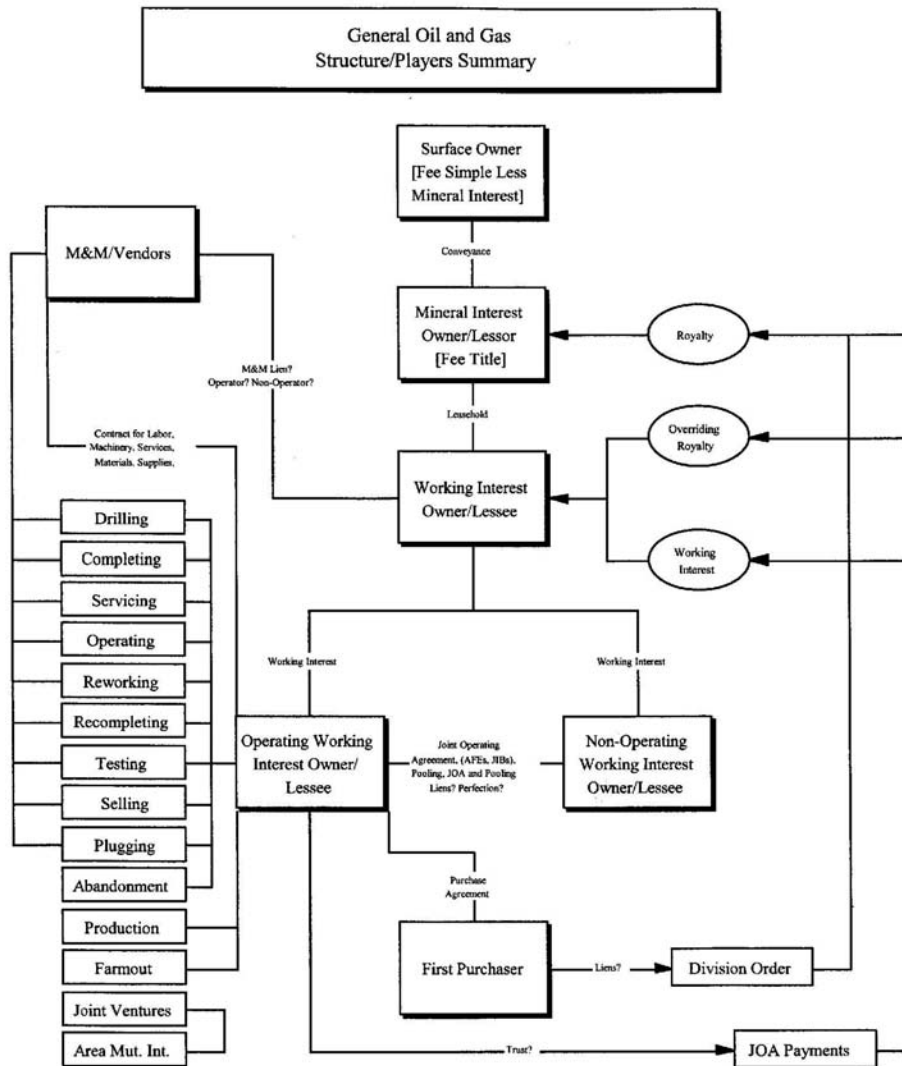 General Oil and Gas
Structure/Players Summary
Surface Owner
[Fee Simple Less
Mineral Interest]
Conveyance
M&M/Vendors
Mineral Interest
Owner/Lessor
[Fee Title]
Royalty
M&M Lien?
Operator? Non-Operator?
Leasehold
Contract for Labor,
Machinery, Services,
Materials, Supplies,
Overriding
Royalty
Working Interest
Owner/Lessee
Working
Interest
Drilling
Completing
Servicing
Operating
Reworking
Recompleting
Testing
Selling
Plugging
Abandonment
Production
Farmout
Joint Ventures
Area Mut. Int.
Working Interest
Working Interest
Operating Working
Interest Owner/
Lessee
Joint Operating
Agreement, (AFEs, JIBs),
Pooling, JOA and Pooling
Liens? Perfection?
Non-Operating
Working Interest
Owner/Lessee
Purchase
Agreement
First Purchaser
Liens?
Division Order
Trust?
JOA Payments